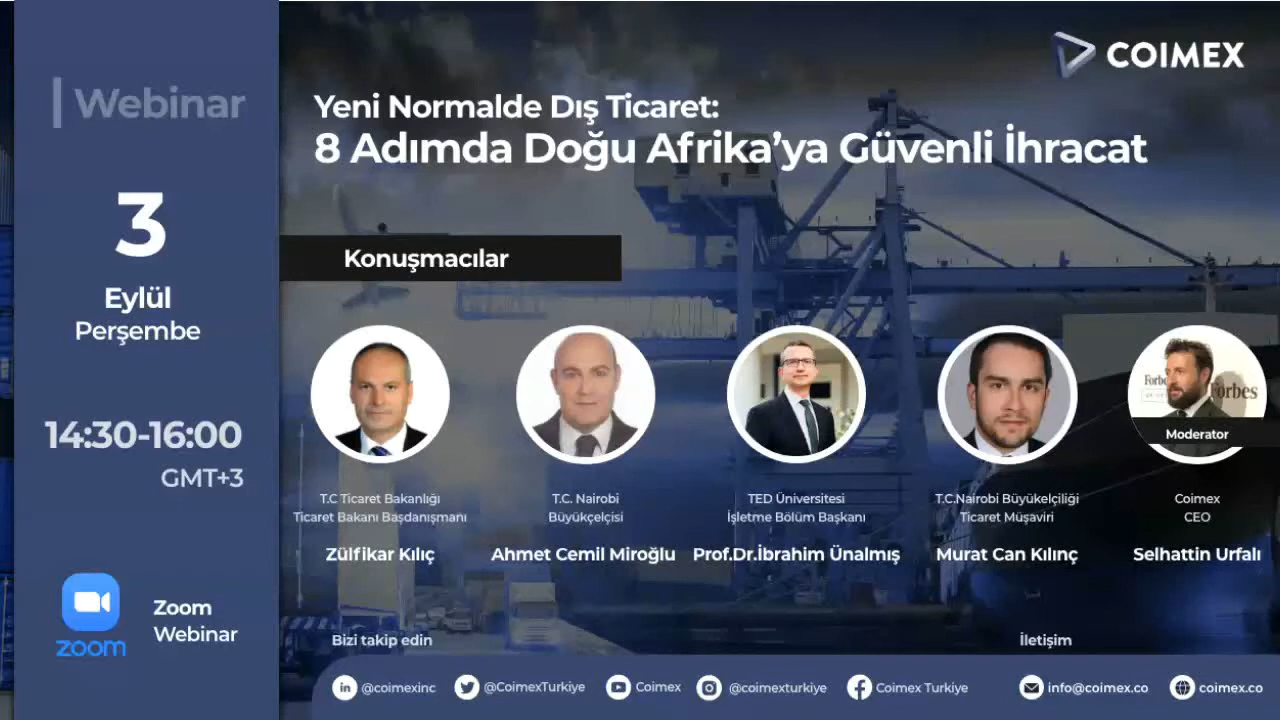 COIMEX
Webinar
3
Eylül
Perşembe
14:30-16:00
GMT+3
zoom
Zoom
Webinar
Yeni Normalde Dış Ticaret:
8 Adımda Doğu Afrika'ya Güvenli İhracat
Konuşmacılar
T.C Ticaret Bakanlığı
Ticaret Bakanı Başdanışmanı
Zülfikar Kılıç
T.C. Nairobi
Büyükçelçisi
Ahmet Cemil Miroğlu
TED Üniversitesi
İşletme Bölüm Başkanı
Prof.Dr.İbrahim Ünalmış
T.C.Nairobi Büyükelçiliği
Ticaret Müşaviri
Murat Can Kılınç
Forbes
Moderator
Coimex
CEO
Selhattin Urfalı
Bizi takip edin
@coimexinc
@CoimexTurkiye
Coimex
@coimexturkiye
Coimex Turkiye
İletişim
info@coimex.co
coimex.co